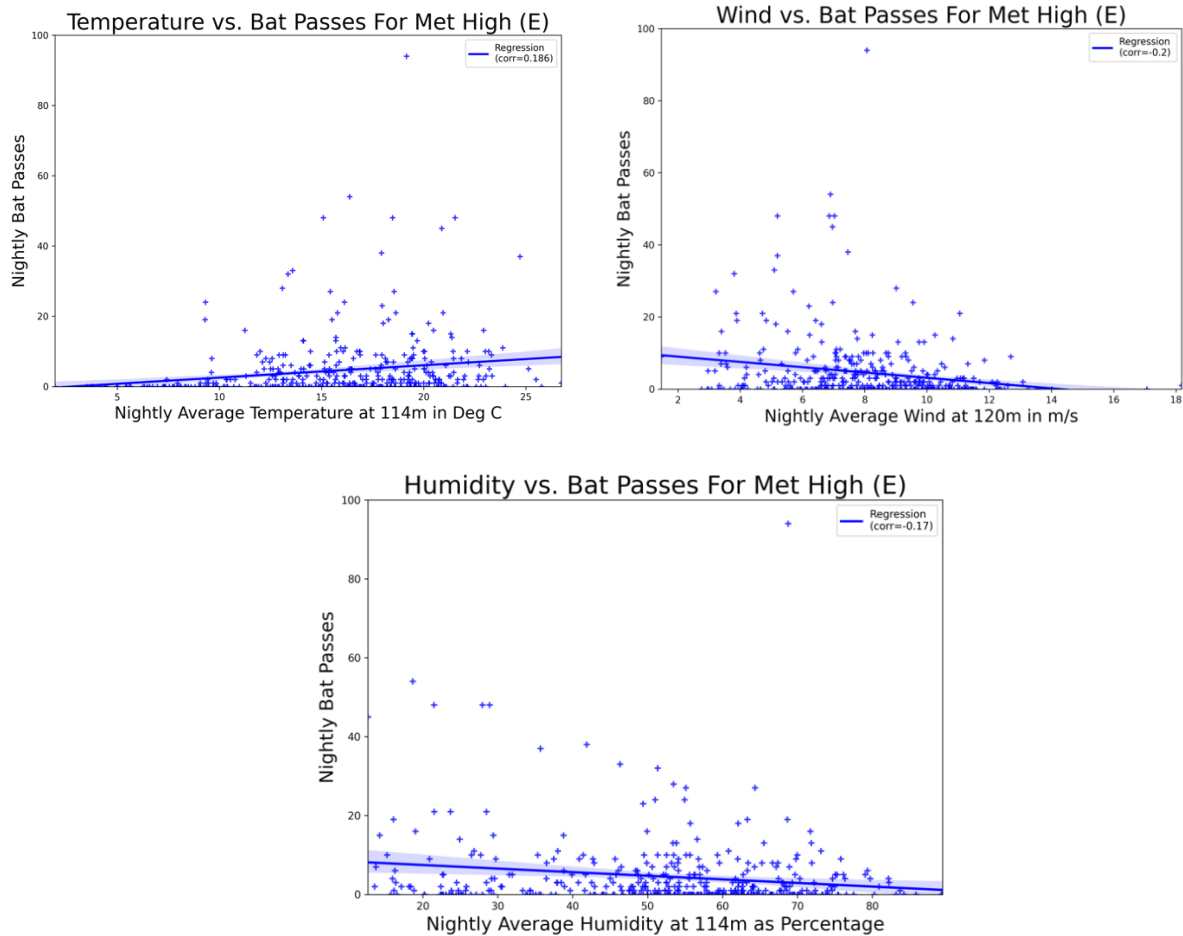 Temperature vs. Bat Passes For Met High (E)
Regression
(corr=0.186)
Nightly Bat Passes
100
80
60
40
20
0
5
10
15
20
25
Nightly Average Temperature at 114m in Deg C
Wind vs. Bat Passes For Met High (E)
Regression
(corr=-0.2)
Nightly Bat Passes
100
80
60
40
20
0
2
4
6
8
10
12
14
16
18
Nightly Average Wind at 120m in m/s
Humidity vs. Bat Passes For Met High (E)
Regression
(corr=-0.17)
Nightly Bat Passes
100
80
60
40
20
0
20
30
40
50
60
70
80
Nightly Average Humidity at 114m as Percentage